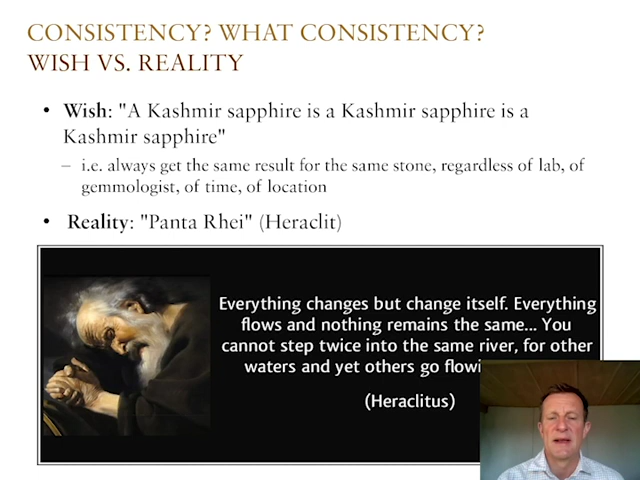 CONSISTENCY? WHAT CONSISTENCY?
WISH VS. REALITY
• Wish: "A Kashmir sapphire is a Kashmir sapphire is a
Kashmir sapphire"
– i.e. always get the same result for the same stone, regardless of lab, of
gemmologist, of time, of location
• Reality: "Panta Rhei" (Heraclit)
Everything changes but change itself. Everything
flows and nothing remains the same... You
cannot step twice into the same river, for other
waters and yet others go
(Heraclitus)